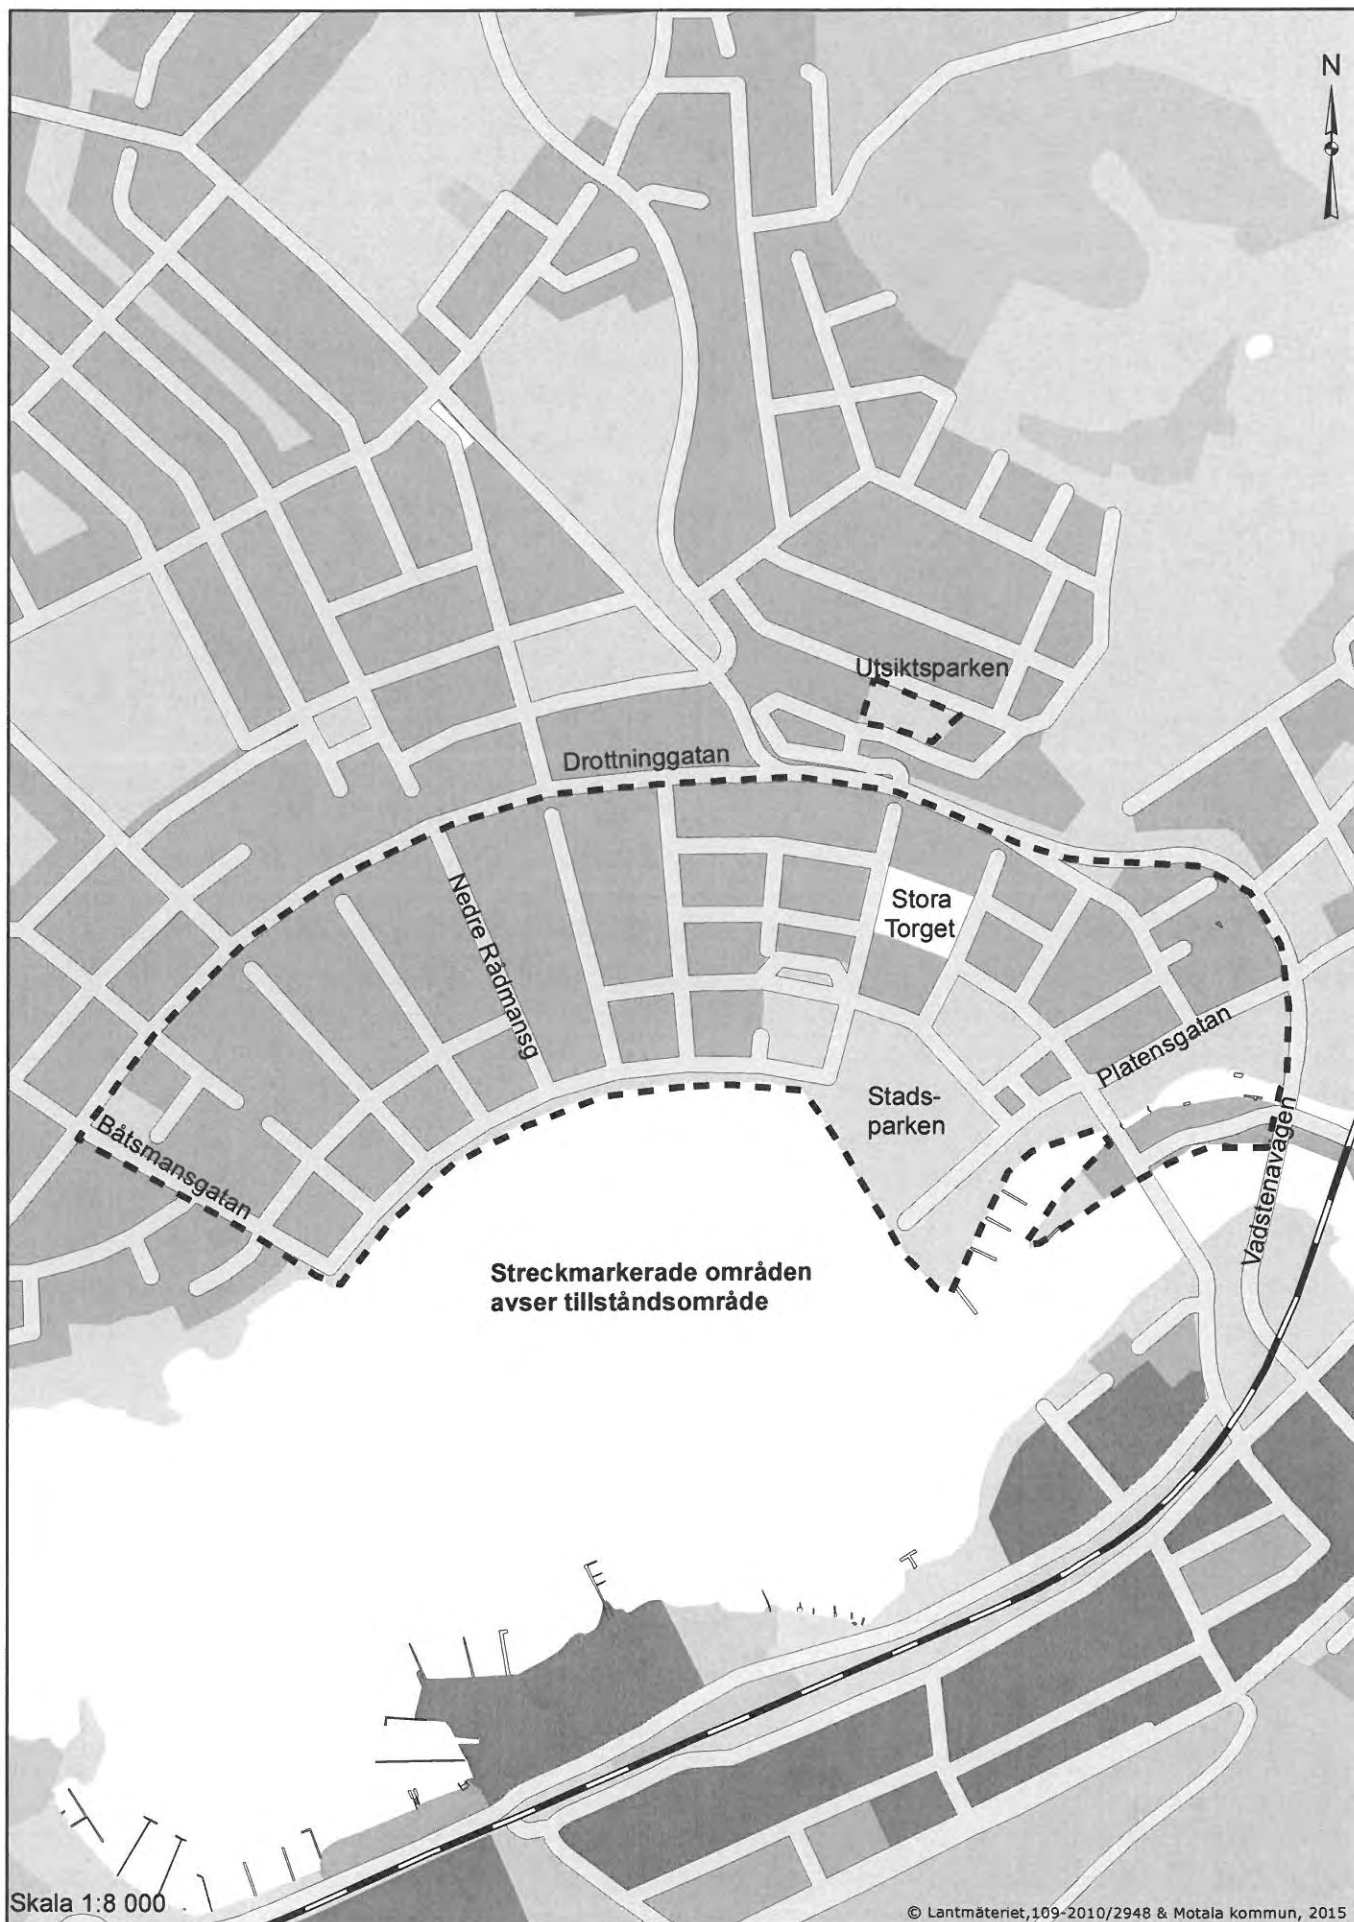 N
Utsiktsparken
Drottninggatan
Stora
Torget
Nedre Rådmansg
Platensgatan
Stads-
parken
Båtsmansgatan
Vadstenavägen
Streckmarkerade områden
avser tillståndsområde
Skala 1:8 000
© Lantmäteriet,109-2010/2948 & Motala kommun, 2015